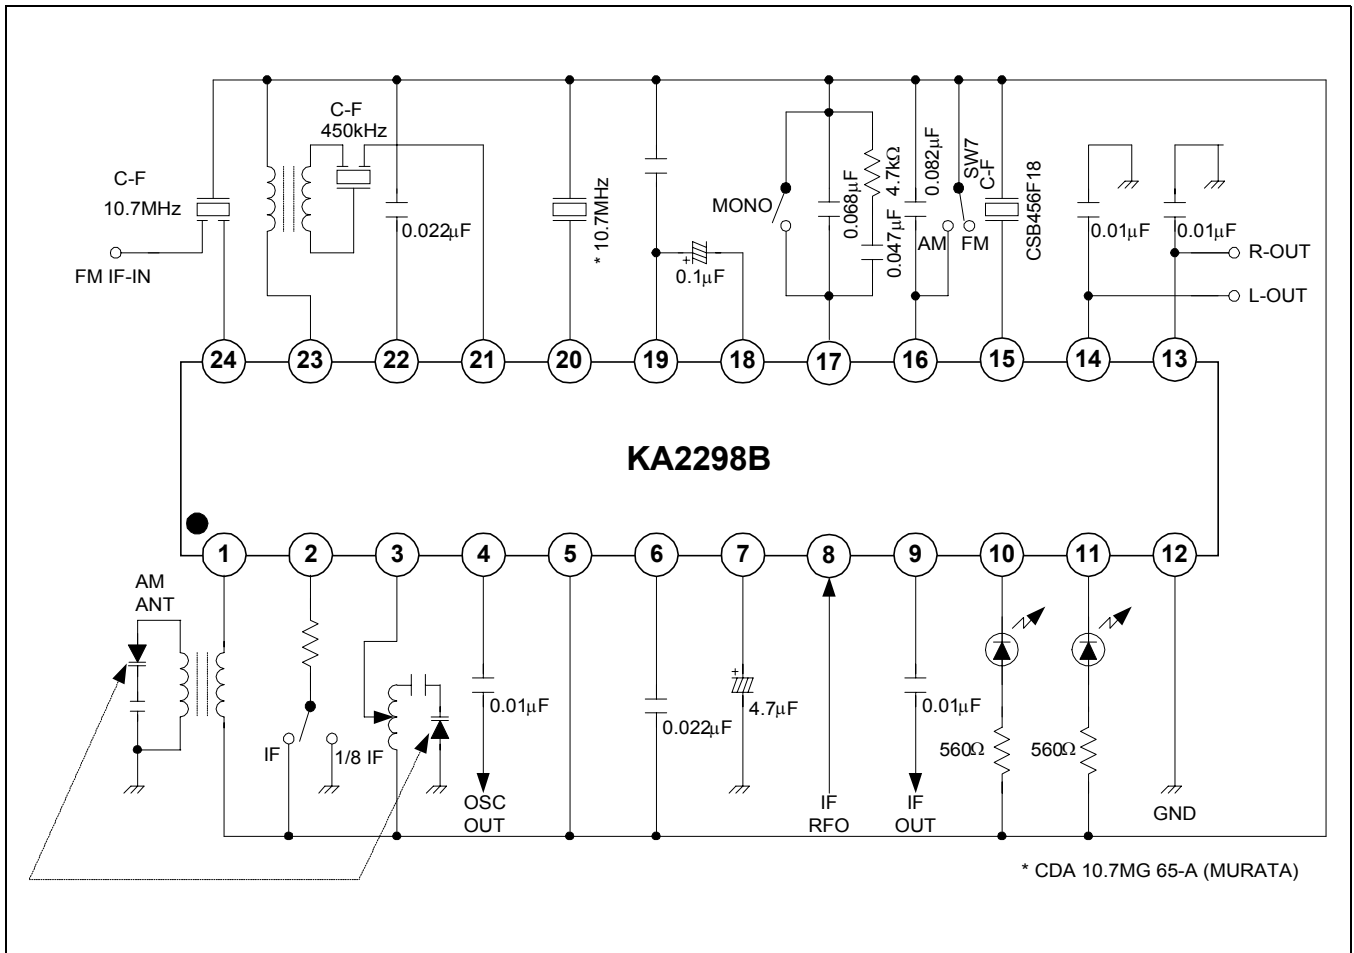 C-F
450kHz
C-F
10.7MHz
FM IF-IN
0.022µF
* 10.7MHz
0.1µF
MONO
0.068µF
4.7kΩ
0.047µF
0.082µF
AM
FM
SW7
C-F
CSB456F18
0.01µF
0.01µF
R-OUT
L-OUT
24 23 22 21 20 19 18 17 16 15 14 13
KA2298B
1 2 3 4 5 6 7 8 9 10 11 12
AM
ANT
IF
1/8 IF
0.01µF
OSC
OUT
0.022µF
+
4.7µF
IF
RFO
0.01µF
IF
OUT
560Ω
560Ω
GND
* CDA 10.7MG 65-A (MURATA)